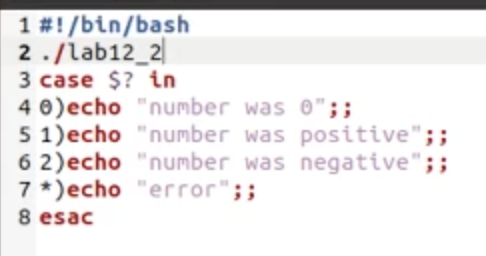 1 #!/bin/bash
2 ./lab12_2
3 case $? in
4 0)echo "number was 0";;
5 1)echo "number was positive";;
6 2)echo "number was negative";;
7 *)echo "error";;
8 esac